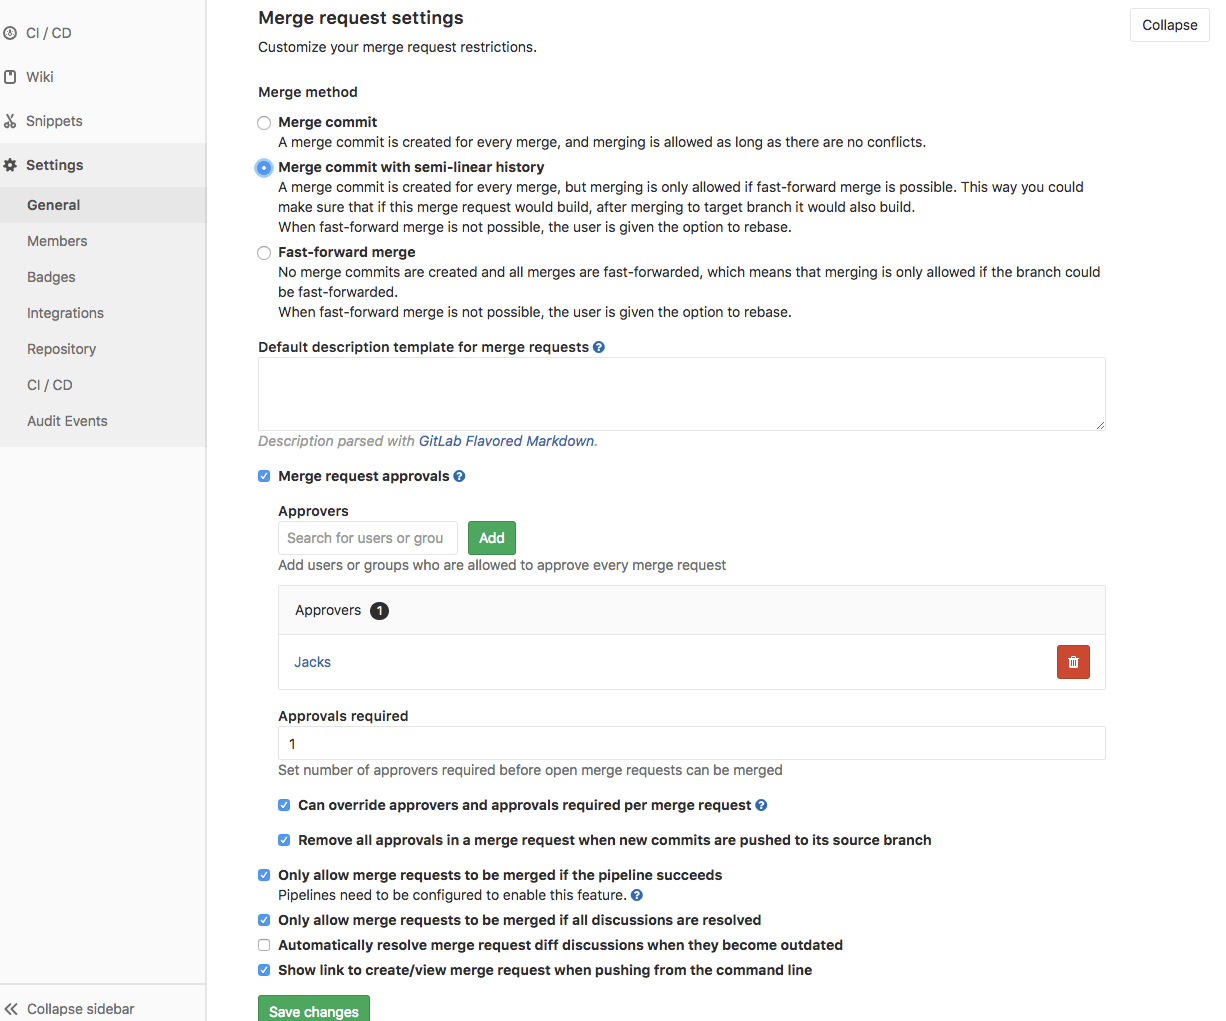 CI / CD
Wiki
Snippets
Settings
General
Members
Badges
Integrations
Repository
CI / CD
Audit Events
Collapse sidebar
Merge request settings
Collapse
Customize your merge request restrictions.
Merge method
Merge commit
A merge commit is created for every merge, and merging is allowed as long as there are no conflicts.
Merge commit with semi-linear history
A merge commit is created for every merge, but merging is only allowed if fast-forward merge is possible. This way you could
make sure that if this merge request would build, after merging to target branch it would also build.
When fast-forward merge is not possible, the user is given the option to rebase.
Fast-forward merge
No merge commits are created and all merges are fast-forwarded, which means that merging is only allowed if the branch could
be fast-forwarded.
When fast-forward merge is not possible, the user is given the option to rebase.
Default description template for merge requests ?
Description parsed with GitLab Flavored Markdown.
Merge request approvals ?
Approvers
Search for users or grou Add
Add users or groups who are allowed to approve every merge request
Approvers 1
Jacks
Approvals required
1
Set number of approvers required before open merge requests can be merged
Can override approvers and approvals required per merge request ?
Remove all approvals in a merge request when new commits are pushed to its source branch
Only allow merge requests to be merged if the pipeline succeeds
Pipelines need to be configured to enable this feature. ?
Only allow merge requests to be merged if all discussions are resolved
Automatically resolve merge request diff discussions when they become outdated
Show link to create/view merge request when pushing from the command line
Save changes